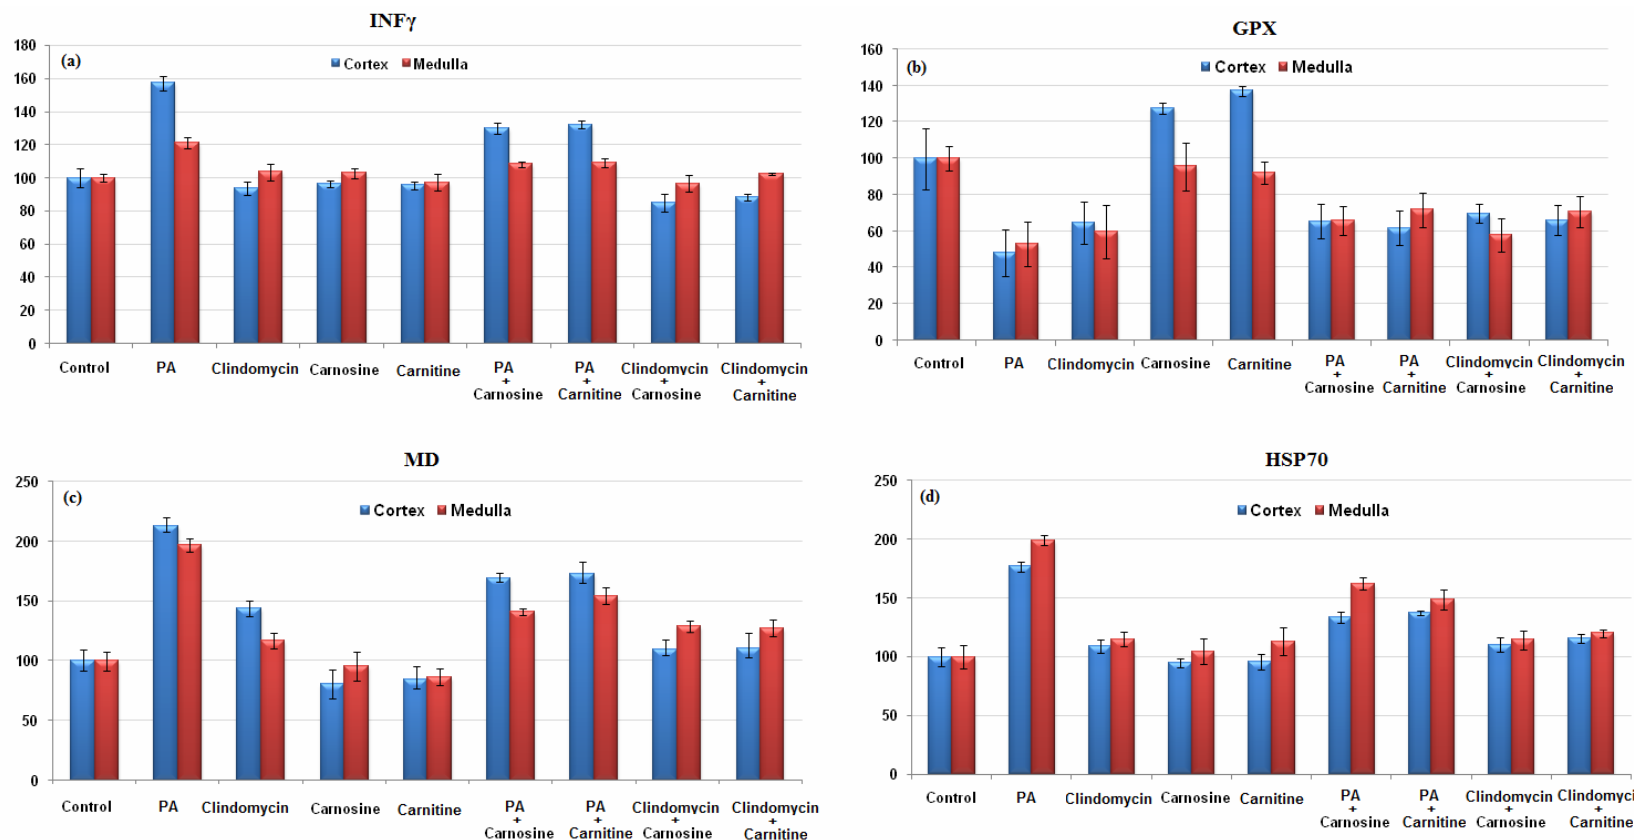 INFγ
(a)
Cortex Medulla
180
160
140
120
100
80
60
40
20
0
Control PA Clindomycin Carnosine Carnitine PA + Carnosine PA + Carnitine Clindomycin + Carnosine Clindomycin + Carnitine
GPX
(b)
Cortex Medulla
160
140
120
100
80
60
40
20
0
Control PA Clindomycin Carnosine Carnitine PA + Carnosine PA + Carnitine Clindomycin + Carnosine Clindomycin + Carnitine
MD
(c)
Cortex Medulla
250
200
150
100
50
0
Control PA Clindomycin Carnosine Carnitine PA + Carnosine PA + Carnitine Clindomycin + Carnosine Clindomycin + Carnitine
HSP70
(d)
Cortex Medulla
250
200
150
100
50
0
Control PA Clindomycin Carnosine Carnitine PA + Carnosine PA + Carnitine Clindomycin + Carnosine Clindomycin + Carnitine